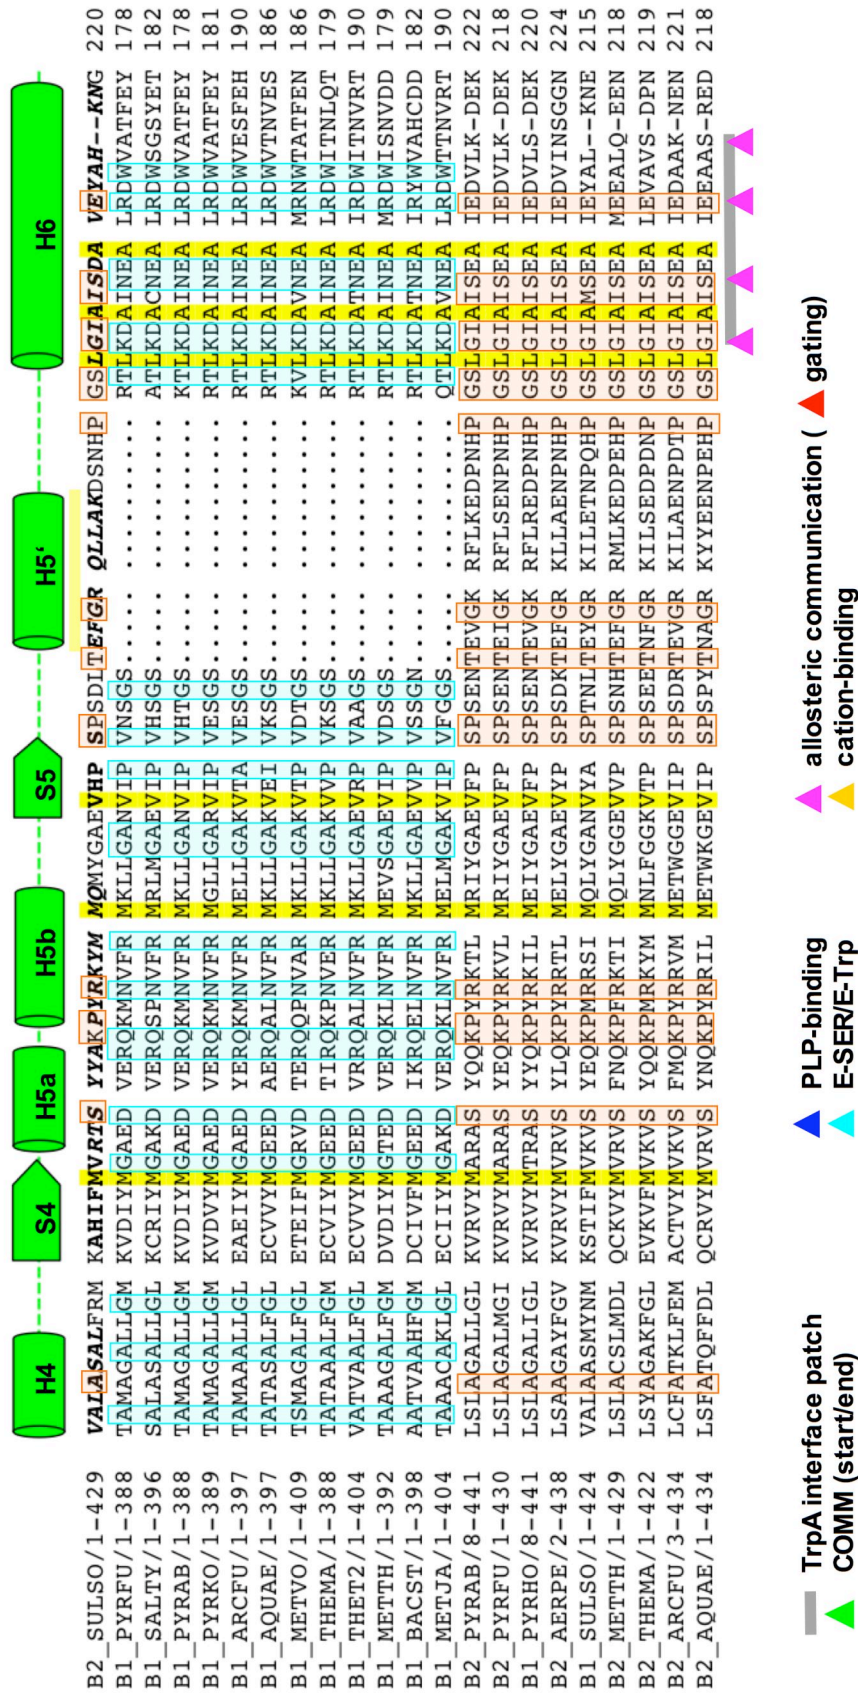 H4 S4 H5a H5b S5 H5‘ H6
B2_SULSO/1-429 VALASALFRM KAHIFMVRTS YYAKPYRKYM MQMYGAEVHP SPSDLTEFGR QLLAKDSNHP GSLGIAISDA VEYAH--KNG 220
B1_PYRFU/1-388 TAMAGALLGM KVDIYMGAED VERQKMNVFR MKLLGANVIP VNSGS..... .......... RTLKDAINEA LRDWVATFEY 178
B1_SALTY/1-396 SALASALLGL KCRIYMGAKD VERQSPNVFR MRLMGAEVIP VHSGS..... .......... ATLKDACNEA LRDWSGSYET 182
B1_PYRAB/1-388 TAMAGALLGM KVDIYMGAED VERQKMNVFR MKLLGANVIP VHTGS..... .......... KTLKDAINEA LRDWVATFEY 178
B1_PYRKO/1-389 TAMAGALLGM KVDVYMGAED VERQKMNVFR MGLLGARVIP VESGS..... .......... RTLKDAINEA LRDWVATFEY 181
B1_ARCFU/1-397 TAMAAALLGL EAEIYMGAED YERQKMNVFR MELLGAKVTA VESGS..... .......... RTLKDAINEA LRDWVESFEH 190
B1_AQUAE/1-397 TATASALFGL ECVVYMGEED AERQALNVFR MKLLGAKVEI VKSGS..... .......... RTLKDAINEA LRDWVTNVES 186
B1_METVO/1-409 TSMAGALFGL ETEIFMGRVD TERQQPNVAR MKLLGAKVTP VDTGS..... .......... KVLKDAVNEA MRNWTATFEN 186
B1_THEMA/1-388 TATAAALFGM ECVIYMGEED TIRQKPNVER MKLLGAKVVP VKSGS..... .......... RTLKDAINEA LRDWITNLQT 179
B1_THET2/1-404 VATVAALFGL ECVVYMGEED VRRQALNVFR MKLLGAEVRP VAAGS..... .......... RTLKDATNEA IRDWITNVRT 190
B1_METTH/1-392 TAAAGALFGM DVDIYMGTED VERQKLNVFR MEVSGAEVIP VDSGS..... .......... RTLKDAINEA MRDWISNVDD 179
B1_BACST/1-398 AATVAAHFGM DCIVFMGEED IKRQELNVFR MKLLGAEVVP VSSGN..... .......... RTLKDATNEA IRYWVAHCDD 182
B1_METJA/1-404 TAAACAKLGL ECIIYMGAKD VERQKLNVFR MELMGAKVIP VFGGS..... .......... QTLKDAVNEA LRDWTTNVRT 190
B2_PYRAB/8-441 LSLAGALLGL KVRVYMARAS YQQKPYRKTL MRIYGAEVFP SPSENTEVGK RFLKEDPNHP GSLGIAISEA IEDVLK-DEK 222
B2_PYRFU/1-430 LSLAGALMGI KVRVYMARAS YEQKPYRKVL MRIYGAEVFP SPSENTEIGK RFLSENPNHP GSLGIAISEA IEDVLK-DEK 218
B2_PYRHO/8-441 LSLAGALIGL KVRVYMTRAS YYQKPYRKIL MEIYGAEVFP SPSENTEVGK RFLREDPNHP GSLGIAISEA IEDVLS-DEK 220
B2_AERPE/2-438 LSAAGAYFGV KVRVYMVRVS YLQKPYRRTL MELYGAEVYP SPSDKTEFGR KLLAENPNHP GSLGIAISEA IEDVINSGGN 224
B2_SULSO/1-424 VALAASMYNM KSTIFMVKVS YEQKPMRRSI MQLYGANVYA SPTNLTEYGR KILETNPQHP GSLGIAMSEA IEYAL--KNE 215
B2_METTH/1-429 LSLACSLMDL QCKVYMVRVS FNQKPFRKTI MQLYGGEVVP SPSNHTEFGR RMLKEDPEHP GSLGIAISEA MEFALQ-EEN 218
B2_THEMA/1-422 LSYAGAKFGL EVKVFMVKVS YQQKPMRKYM MNLFGGKVTP SPSEETNFGR KILSEDPDNP GSLGIAISEA LEVAVS-DPN 219
B2_ARCFU/3-434 LCFATKLFEM ACTVYMVKVS FMQKPYRRVM METWGGEVIP SPSDRTEVGR KILAENPDTP GSLGIAISEA IEDAAK-NEN 221
B2_AQUAE/1-434 LSFATQFFDL QCRVYMVRVS YNQKPYRRIL METWKGEVIP SPSPYTNAGR KYYEENPEHP GSLGIAISEA IEEAAS-RED 218
TrpA interface patch PLP-binding allosteric communication ( gating)
COMM (start/end) E-SER/E-Trp cation-binding